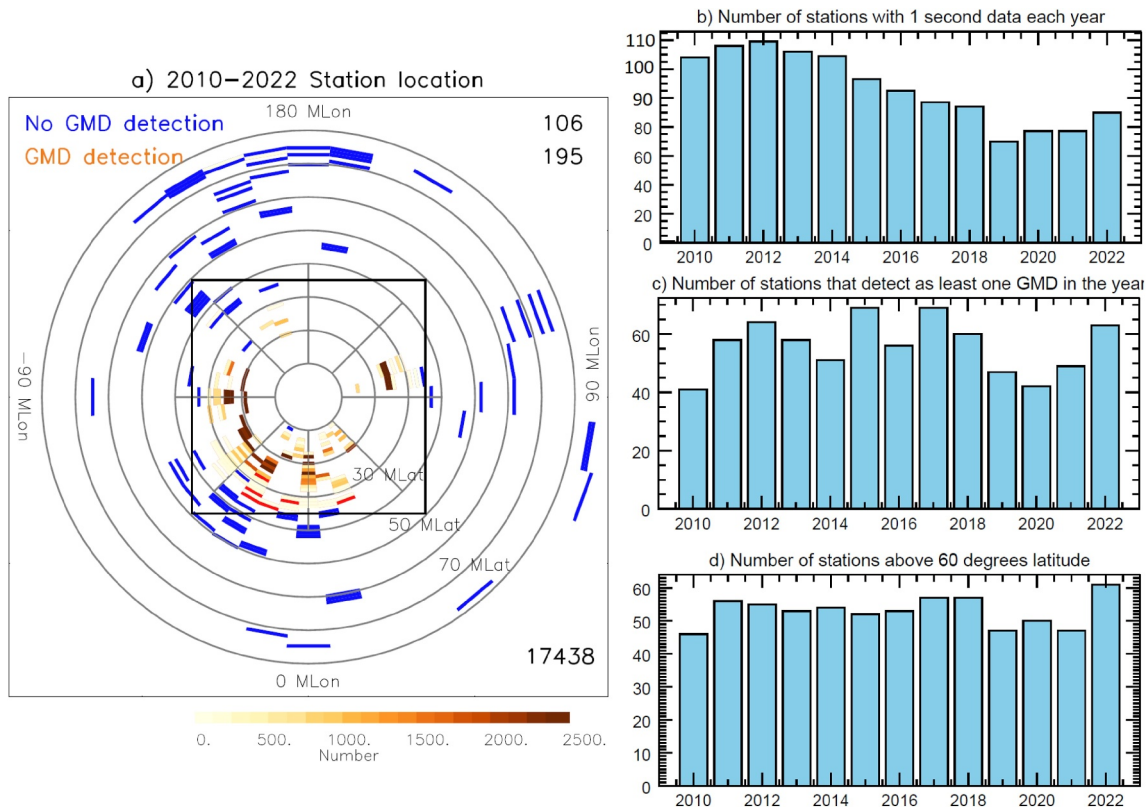 a) 2010−2022 Station location
180 MLon
No GMD detection
106
GMD detection
195
−90 MLon
90 MLon
30 MLat
50 MLat
70 MLat
17438
0 MLon
0. 500. 1000. 1500. 2000. 2500.
Number
b) Number of stations with 1 second data each year
110
100
80
60
40
20
0
2010 2012 2014 2016 2018 2020 2022
c) Number of stations that detect as least one GMD in the year
60
40
20
0
2010 2012 2014 2016 2018 2020 2022
d) Number of stations above 60 degrees latitude
60
50
40
30
20
10
0
2010 2012 2014 2016 2018 2020 2022